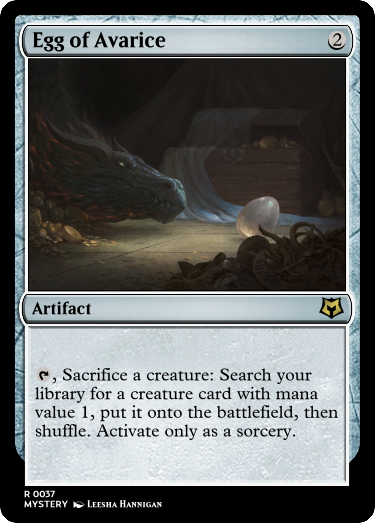 Egg of Avarice 2
Artifact
, Sacrifice a creature: Search your
library for a creature card with mana
value 1, put it onto the battlefield, then
shuffle. Activate only as a sorcery.
R 0037
MYSTERY Leesha Hannigan